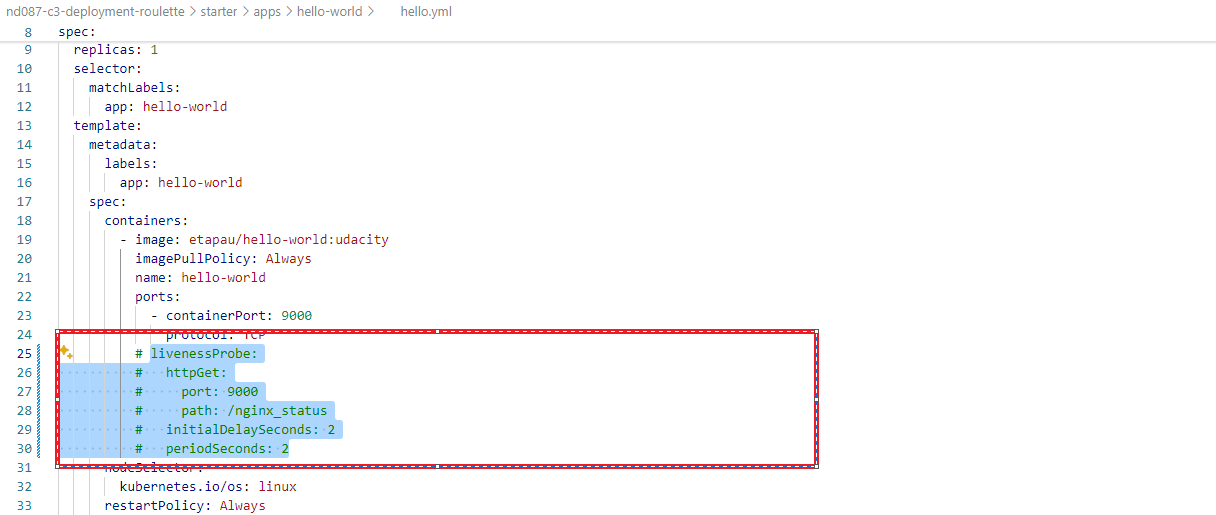 nd087-c3-deployment-roulette > starter > apps > hello-world > hello.yml
8 spec:
9 replicas: 1
10 selector:
11 matchLabels:
12 app: hello-world
13 template:
14 metadata:
15 labels:
16 app: hello-world
17 spec:
18 containers:
19 - image: etapau/hello-world:udacity
20 imagePullPolicy: Always
21 name: hello-world
22 ports:
23 - containerPort: 9000
24 protocol: TCP
25 # livenessProbe:
26 # httpGet:
27 # port: 9000
28 # path: /nginx_status
29 # initialDelaySeconds: 2
30 # periodSeconds: 2
31 nodeSelector:
32 kubernetes.io/os: linux
33 restartPolicy: Always